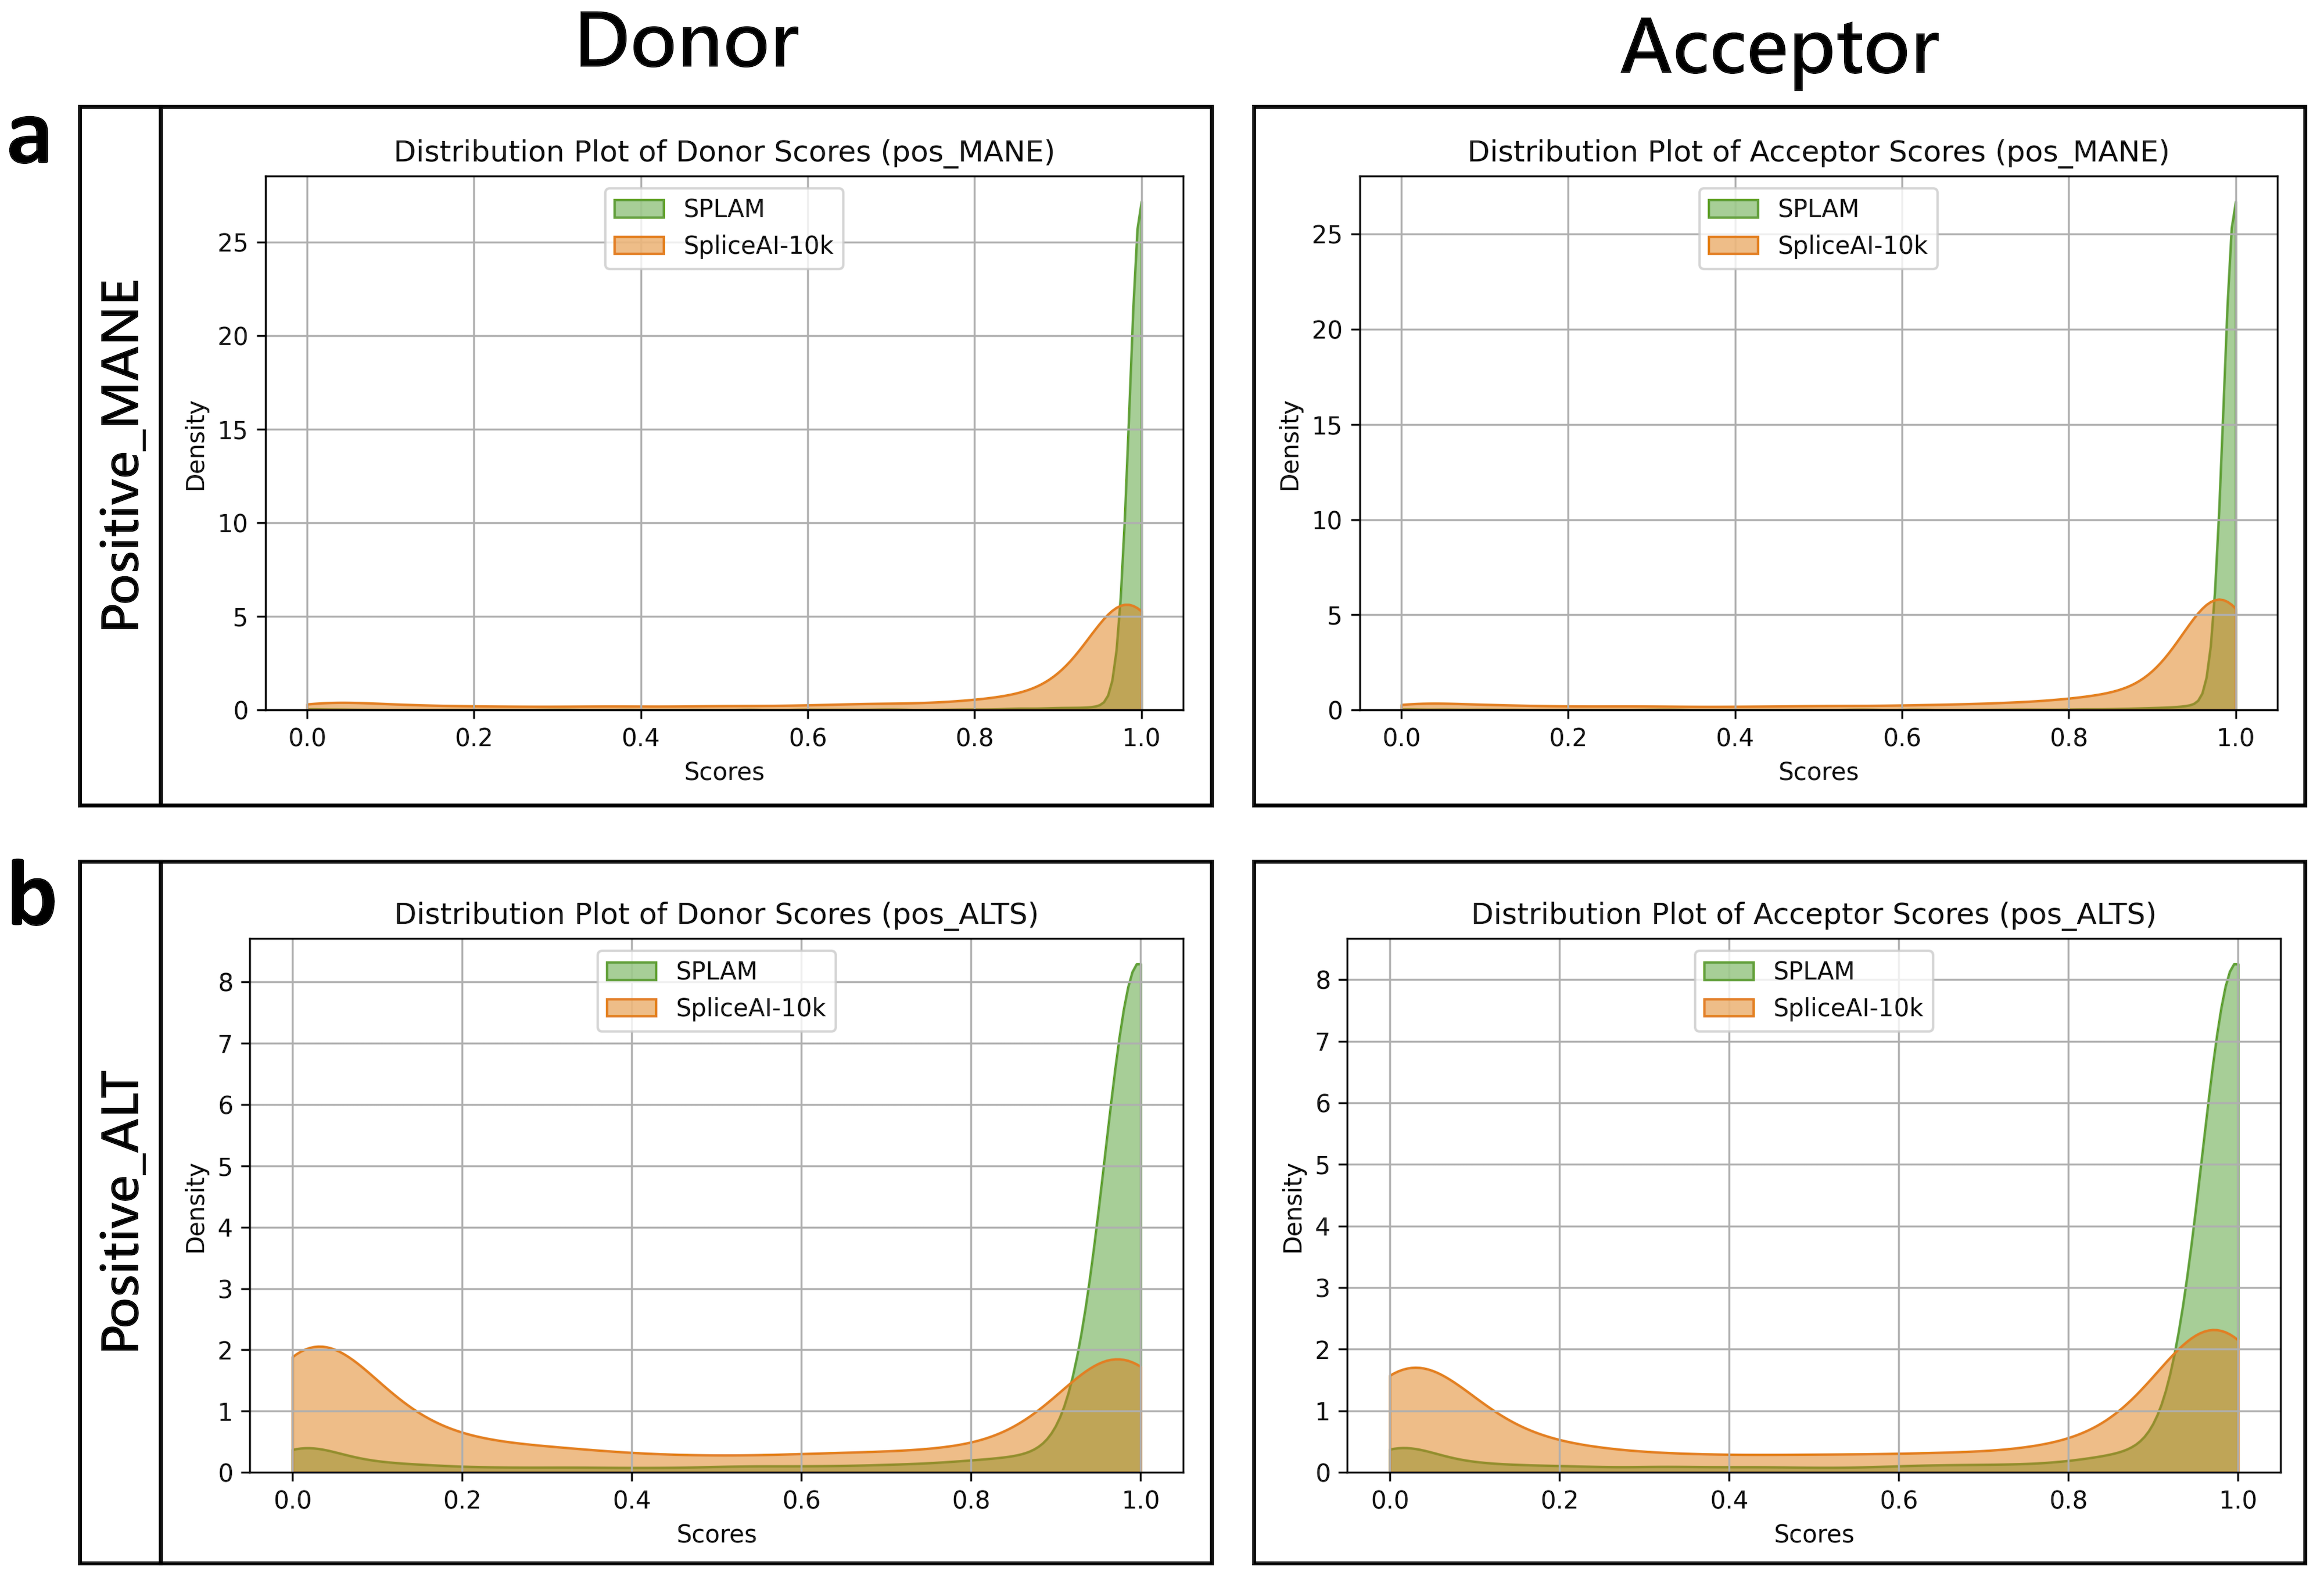 Donor
Acceptor
a
Positive_MANE
Distribution Plot of Donor Scores (pos_MANE)
SPLAM
SpliceAI-10k
Density
25
20
15
10
5
0
0.0 0.2 0.4 0.6 0.8 1.0
Scores
Distribution Plot of Acceptor Scores (pos_MANE)
SPLAM
SpliceAI-10k
Density
25
20
15
10
5
0
0.0 0.2 0.4 0.6 0.8 1.0
Scores
b
Positive_ALT
Distribution Plot of Donor Scores (pos_ALTS)
SPLAM
SpliceAI-10k
Density
8
7
6
5
4
3
2
1
0
0.0 0.2 0.4 0.6 0.8 1.0
Scores
Distribution Plot of Acceptor Scores (pos_ALTS)
SPLAM
SpliceAI-10k
Density
8
7
6
5
4
3
2
1
0
0.0 0.2 0.4 0.6 0.8 1.0
Scores